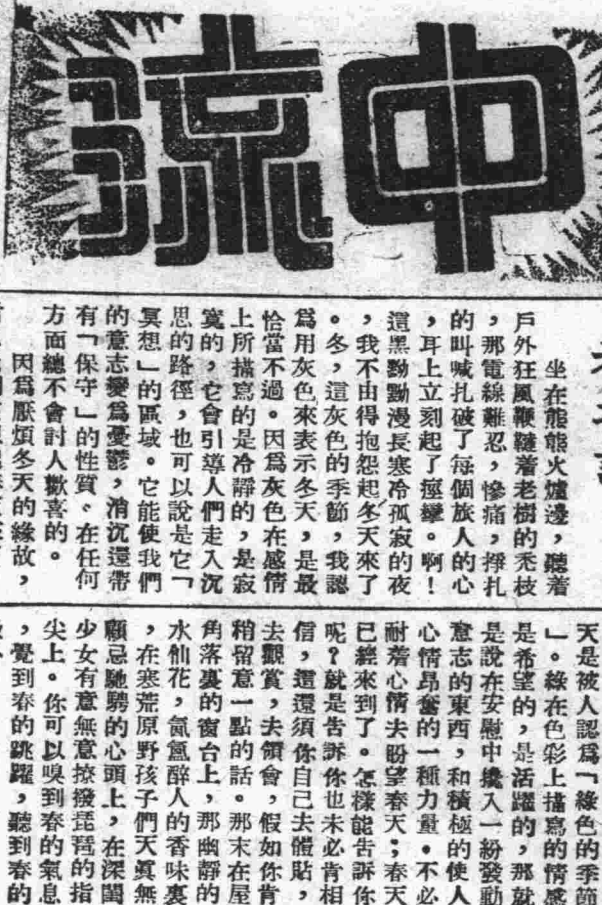 中流
坐在熊熊火爐邊，聽着
戶外狂風鞭韃着老樹的禿枝
，那電線難忍，慘痛，掙扎
的叫喊扎破了每個旅人的心
，耳上立刻起了痙攣。啊！
這黑黝黝漫長寒冷孤寂的夜
，我不由得抱怨起冬天來了
。冬，這灰色的季節，我認
爲用灰色來表示冬天，是最
恰當不過。因爲灰色在感情
上所描寫的是冷靜的，是寂
寞的，它會引導人們走入沉
思的路徑，也可以說是它「
冥想」的區域。它能使我們
的意志變爲憂鬱，消沉還帶
有「保守」的性質、在任何
方面總不會討人歡喜的。
因爲厭煩冬天的緣故，
天是被人認爲「綠色的季節
」。綠在色彩上描寫的情感
是希望的，是活躍的，那就
是說在安慰中攙入一紛發動
意志的東西，和積極的使人
心情昂奮的一種力量。不必
耐着心情去盼望春天；春天
已經來到了。怎樣能告訴你
呢？就是告訴你也未必肯相
信，這還須你自己去體貼，
去觀賞，去領會，假如你肯
稍留意一點的話。那末在屋
角落裏的窗台上，那幽靜的
水仙花，氤氳醉人的香味裏
，在寒荒原野孩子們天眞無
顧忌馳騁的心頭上，在深閨
少女有意無意撩撥琵琶的指
尖上。你可以嗅到春的氣息
，覺到春的跳躍，聽到春的